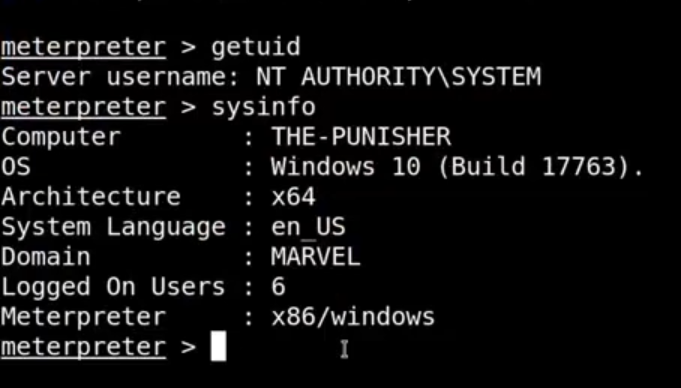 meterpreter > getuid
Server username: NT AUTHORITY\SYSTEM
meterpreter > sysinfo
Computer        : THE-PUNISHER
OS              : Windows 10 (Build 17763).
Architecture    : x64
System Language : en_US
Domain          : MARVEL
Logged On Users : 6
Meterpreter     : x86/windows
meterpreter >